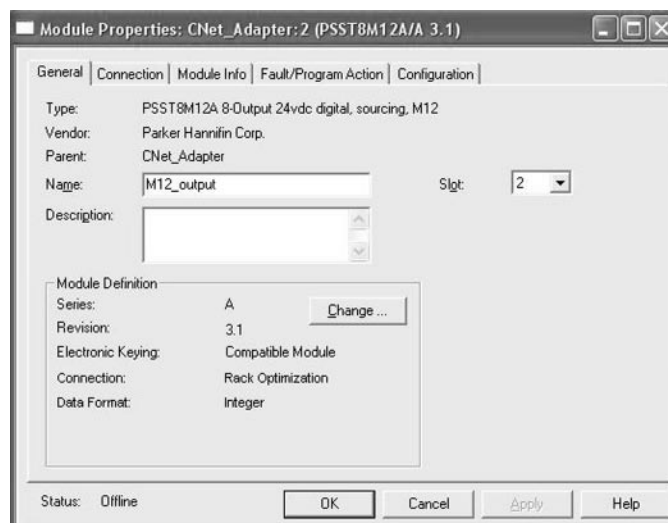 Module Properties: CNet_Adapter:2 (PSST8M12A/A 3.1)
General Connection Module Info Fault/Program Action Configuration
Type: PSST8M12A 8-Output 24vdc digital, sourcing, M12
Vendor: Parker Hannifin Corp.
Parent: CNet_Adapter
Name: M12_output Slot: 2
Description:
Module Definition
Series: A Change ...
Revision: 3.1
Electronic Keying: Compatible Module
Connection: Rack Optimization
Data Format: Integer
Status: Offline OK Cancel Apply Help